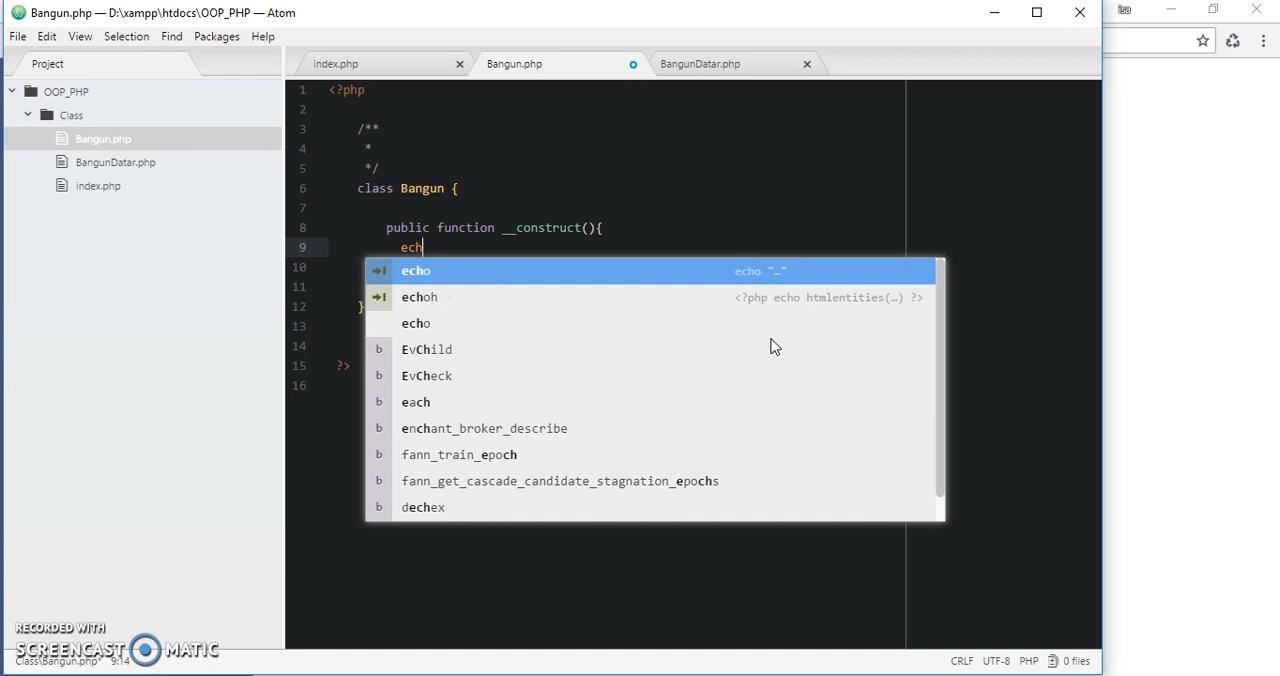 Bangun.php — D:\xampp\htdocs\OOP_PHP — Atom
File Edit View Selection Find Packages Help
Project
index.php
Bangun.php
BangunDatar.php
OOP_PHP
Class
Bangun.php
BangunDatar.php
index.php
1 <?php
2
3 /**
4 *
5 */
6 class Bangun {
7
8 public function __construct(){
9 ech
10
11
12 }
13
14
15 ?>
16
echo echo "…"
echoh <?php echo htmlentities(…) ?>
echo
b EvChild
b EvCheck
b each
b enchant_broker_describe
b fann_train_epoch
b fann_get_cascade_candidate_stagnation_epochs
b dechex
RECORDED WITH
SCREENCAST MATIC
Class\Bangun.php* 9:14
CRLF UTF-8 PHP 0 files